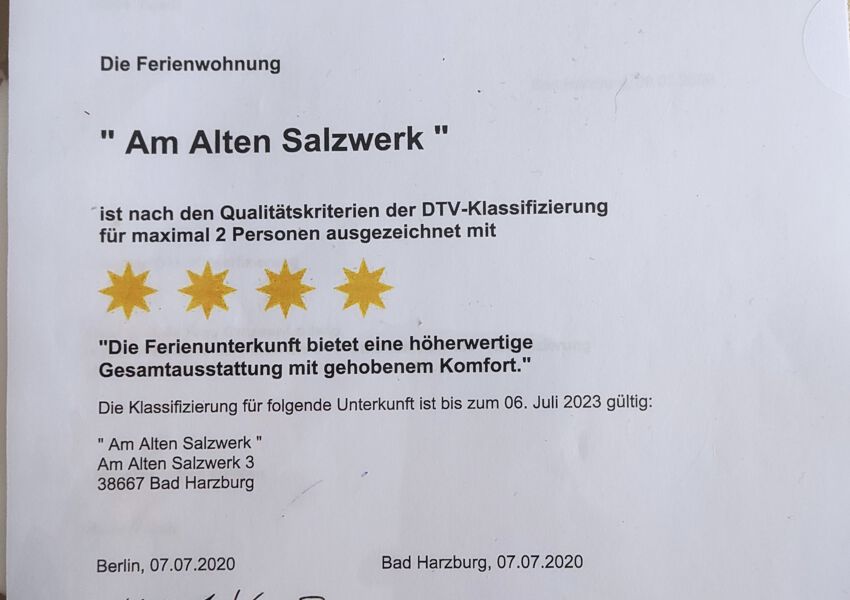 Die Ferienwohnung
" Am Alten Salzwerk "
ist nach den Qualitätskriterien der DTV-Klassifizierung
für maximal 2 Personen ausgezeichnet mit
"Die Ferienunterkunft bietet eine höherwertige
Gesamtausstattung mit gehobenem Komfort."
Die Klassifizierung für folgende Unterkunft ist bis zum 06. Juli 2023 gültig:
" Am Alten Salzwerk "
Am Alten Salzwerk 3
38667 Bad Harzburg
Berlin, 07.07.2020
Bad Harzburg, 07.07.2020